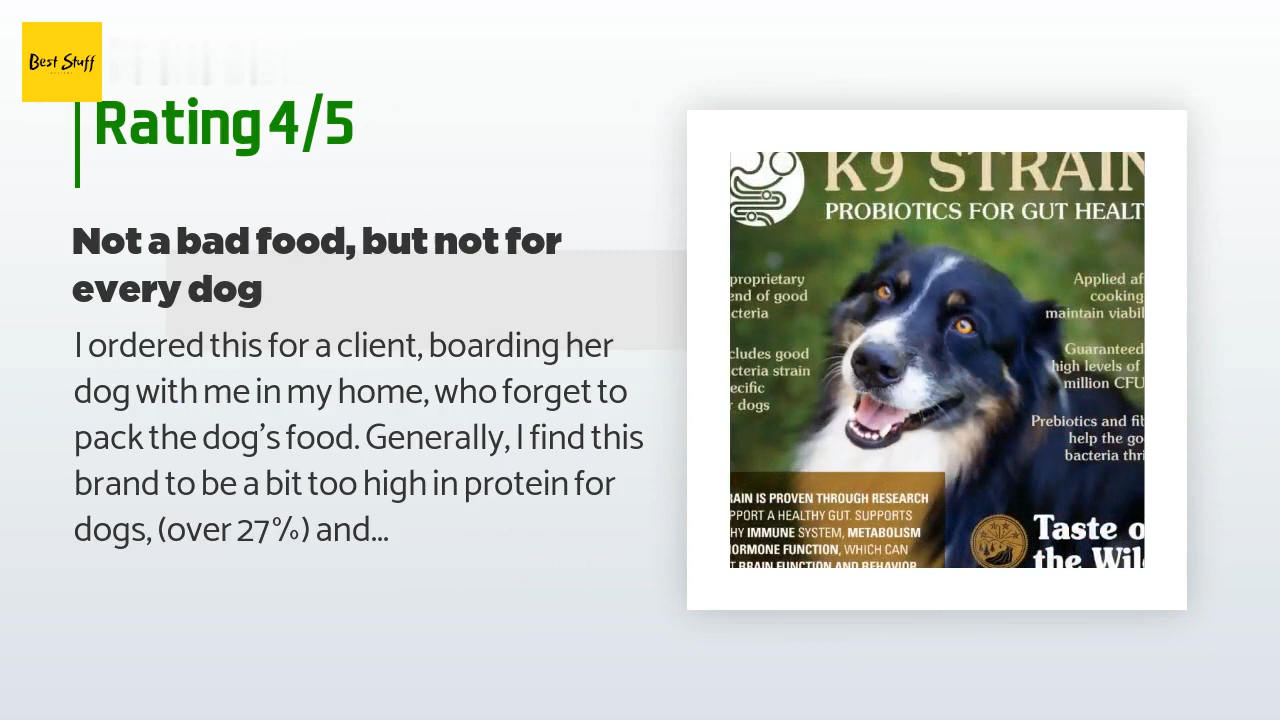 Best Stuff
Rating 4/5
Not a bad food, but not for
every dog
I ordered this for a client, boarding her
dog with me in my home, who forget to
pack the dog's food. Generally, I find this
brand to be a bit too high in protein for
dogs, (over 27%) and...
K9 STRAIN
PROBIOTICS FOR GUT HEALT
proprietary
end of good
cteria
cludes good
cteria strain
ecific
r dogs
Applied af
cooking
maintain viabil
Guaranteed
high levels of
million CFU
Prebiotics and fib
help the go
bacteria thri
RAIN IS PROVEN THROUGH RESEARCH
PPORT A HEALTHY GUT. SUPPORTS
HY IMMUNE SYSTEM, METABOLISM
ORMONE FUNCTION, WHICH CAN
T BRAIN FUNCTION AND BEHAVIOR
Taste o
the Wil